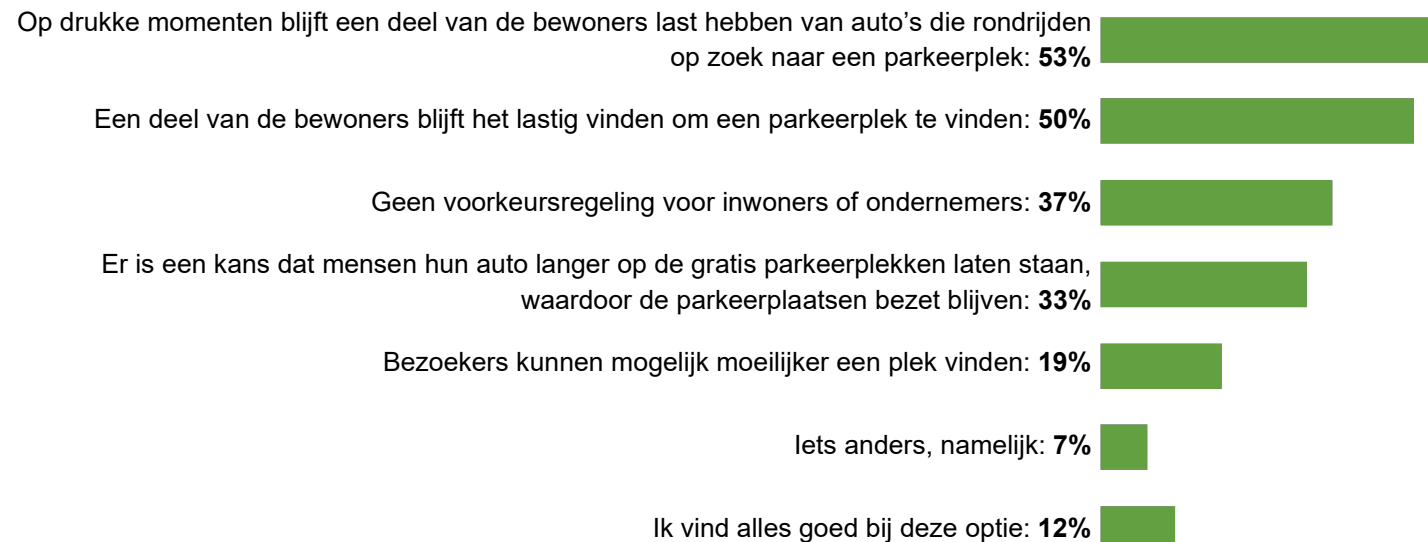 Op drukke momenten blijft een deel van de bewoners last hebben van auto’s die rondrijden
op zoek naar een parkeerplek: 53%
Een deel van de bewoners blijft het lastig vinden om een parkeerplek te vinden: 50%
Geen voorkeursregeling voor inwoners of ondernemers: 37%
Er is een kans dat mensen hun auto langer op de gratis parkeerplekken laten staan,
waardoor de parkeerplaatsen bezet blijven: 33%
Bezoekers kunnen mogelijk moeilijker een plek vinden: 19%
Iets anders, namelijk: 7%
Ik vind alles goed bij deze optie: 12%